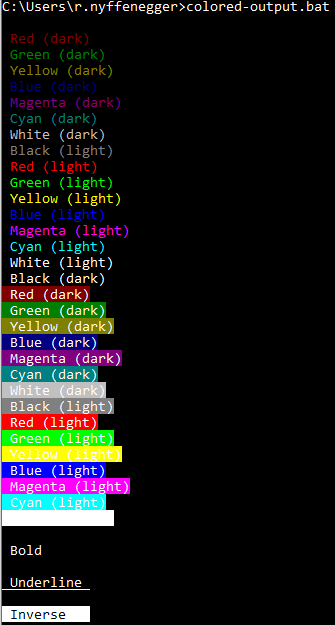 C:\Users\r.nyffenegger>colored-output.bat
Red (dark)
Green (dark)
Yellow (dark)
Blue (dark)
Magenta (dark)
Cyan (dark)
White (dark)
Black (light)
Red (light)
Green (light)
Yellow (light)
Blue (light)
Magenta (light)
Cyan (light)
White (light)
Black (dark)
Red (dark)
Green (dark)
Yellow (dark)
Blue (dark)
Magenta (dark)
Cyan (dark)
White (dark)
Black (light)
Red (light)
Green (light)
Yellow (light)
Blue (light)
Magenta (light)
Cyan (light)
Bold
Underline
Inverse